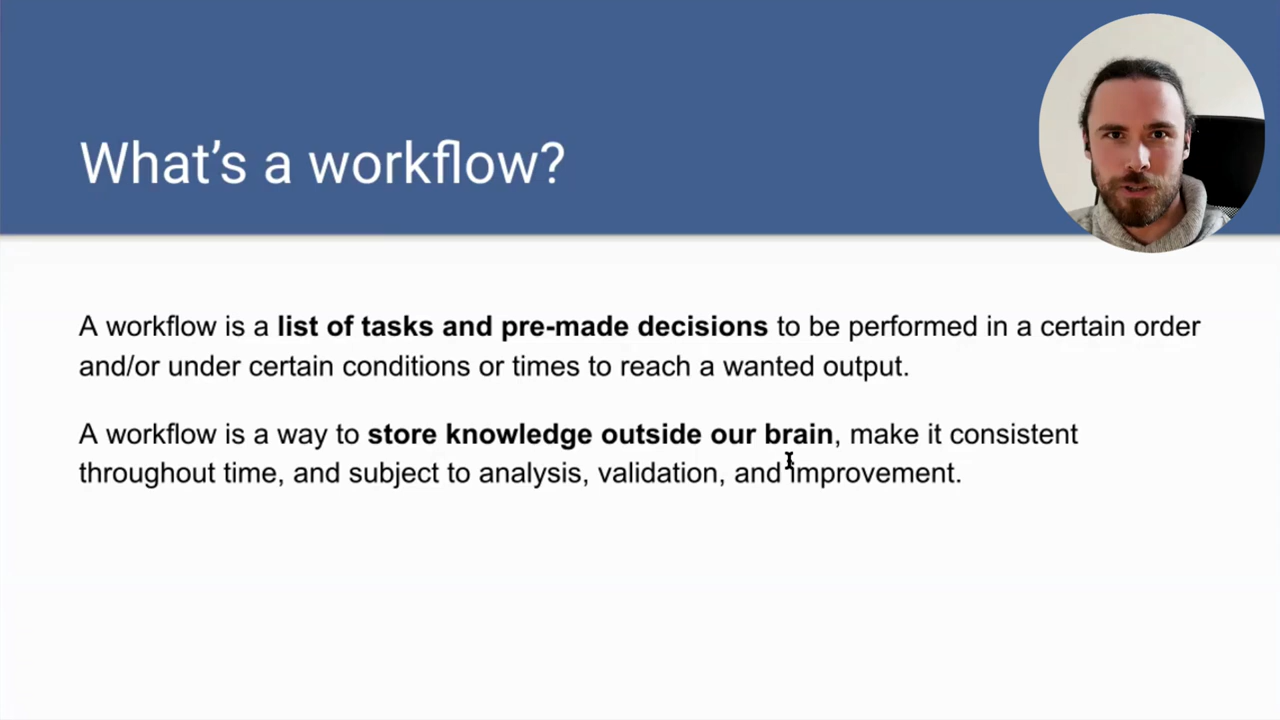 What’s a workflow?
A workflow is a list of tasks and pre-made decisions to be performed in a certain order
and/or under certain conditions or times to reach a wanted output.
A workflow is a way to store knowledge outside our brain, make it consistent
throughout time, and subject to analysis, validation, and improvement.